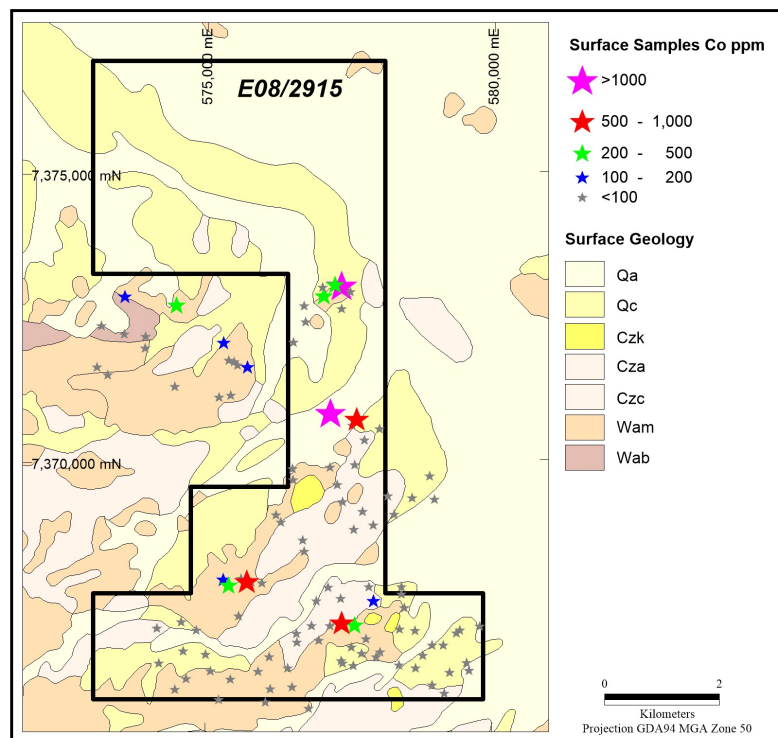 575,000 mE
580,000 mE
E08/2915
7,375,000 mN
7,370,000 mN
Surface Samples Co ppm
>1000
500 - 1,000
200 - 500
100 - 200
<100
Surface Geology
Qa
Qc
Czk
Cza
Czc
Wam
Wab
0 2
Kilometers
Projection GDA94 MGA Zone 50